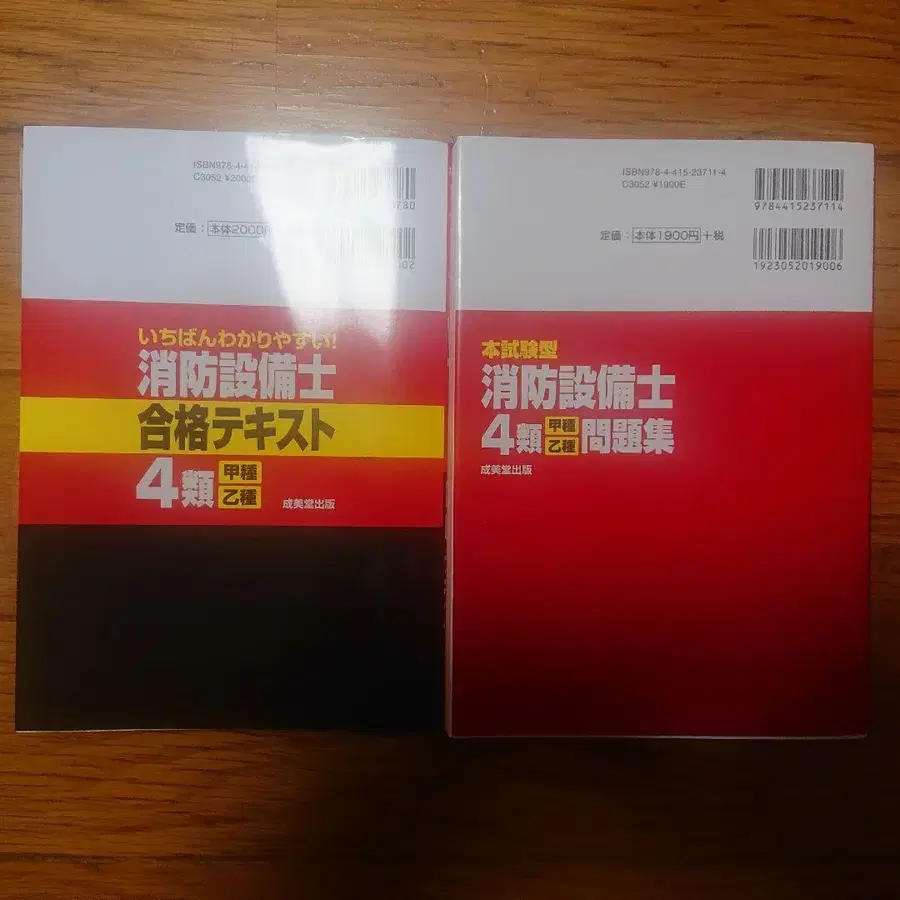 ISBN978-4-41
C3052 ¥2000
780
定価：本体2000円
02
いちばんわかりやすい!
消防設備士
合格テキスト
4類 甲種 乙種
成美堂出版
ISBN978-4-415-23711-4
C3052 ¥1900E
9784415237114
定価：本体1900円＋税
1923052019006
本試験型
消防設備士
4類 甲種 乙種 問題集
成美堂出版